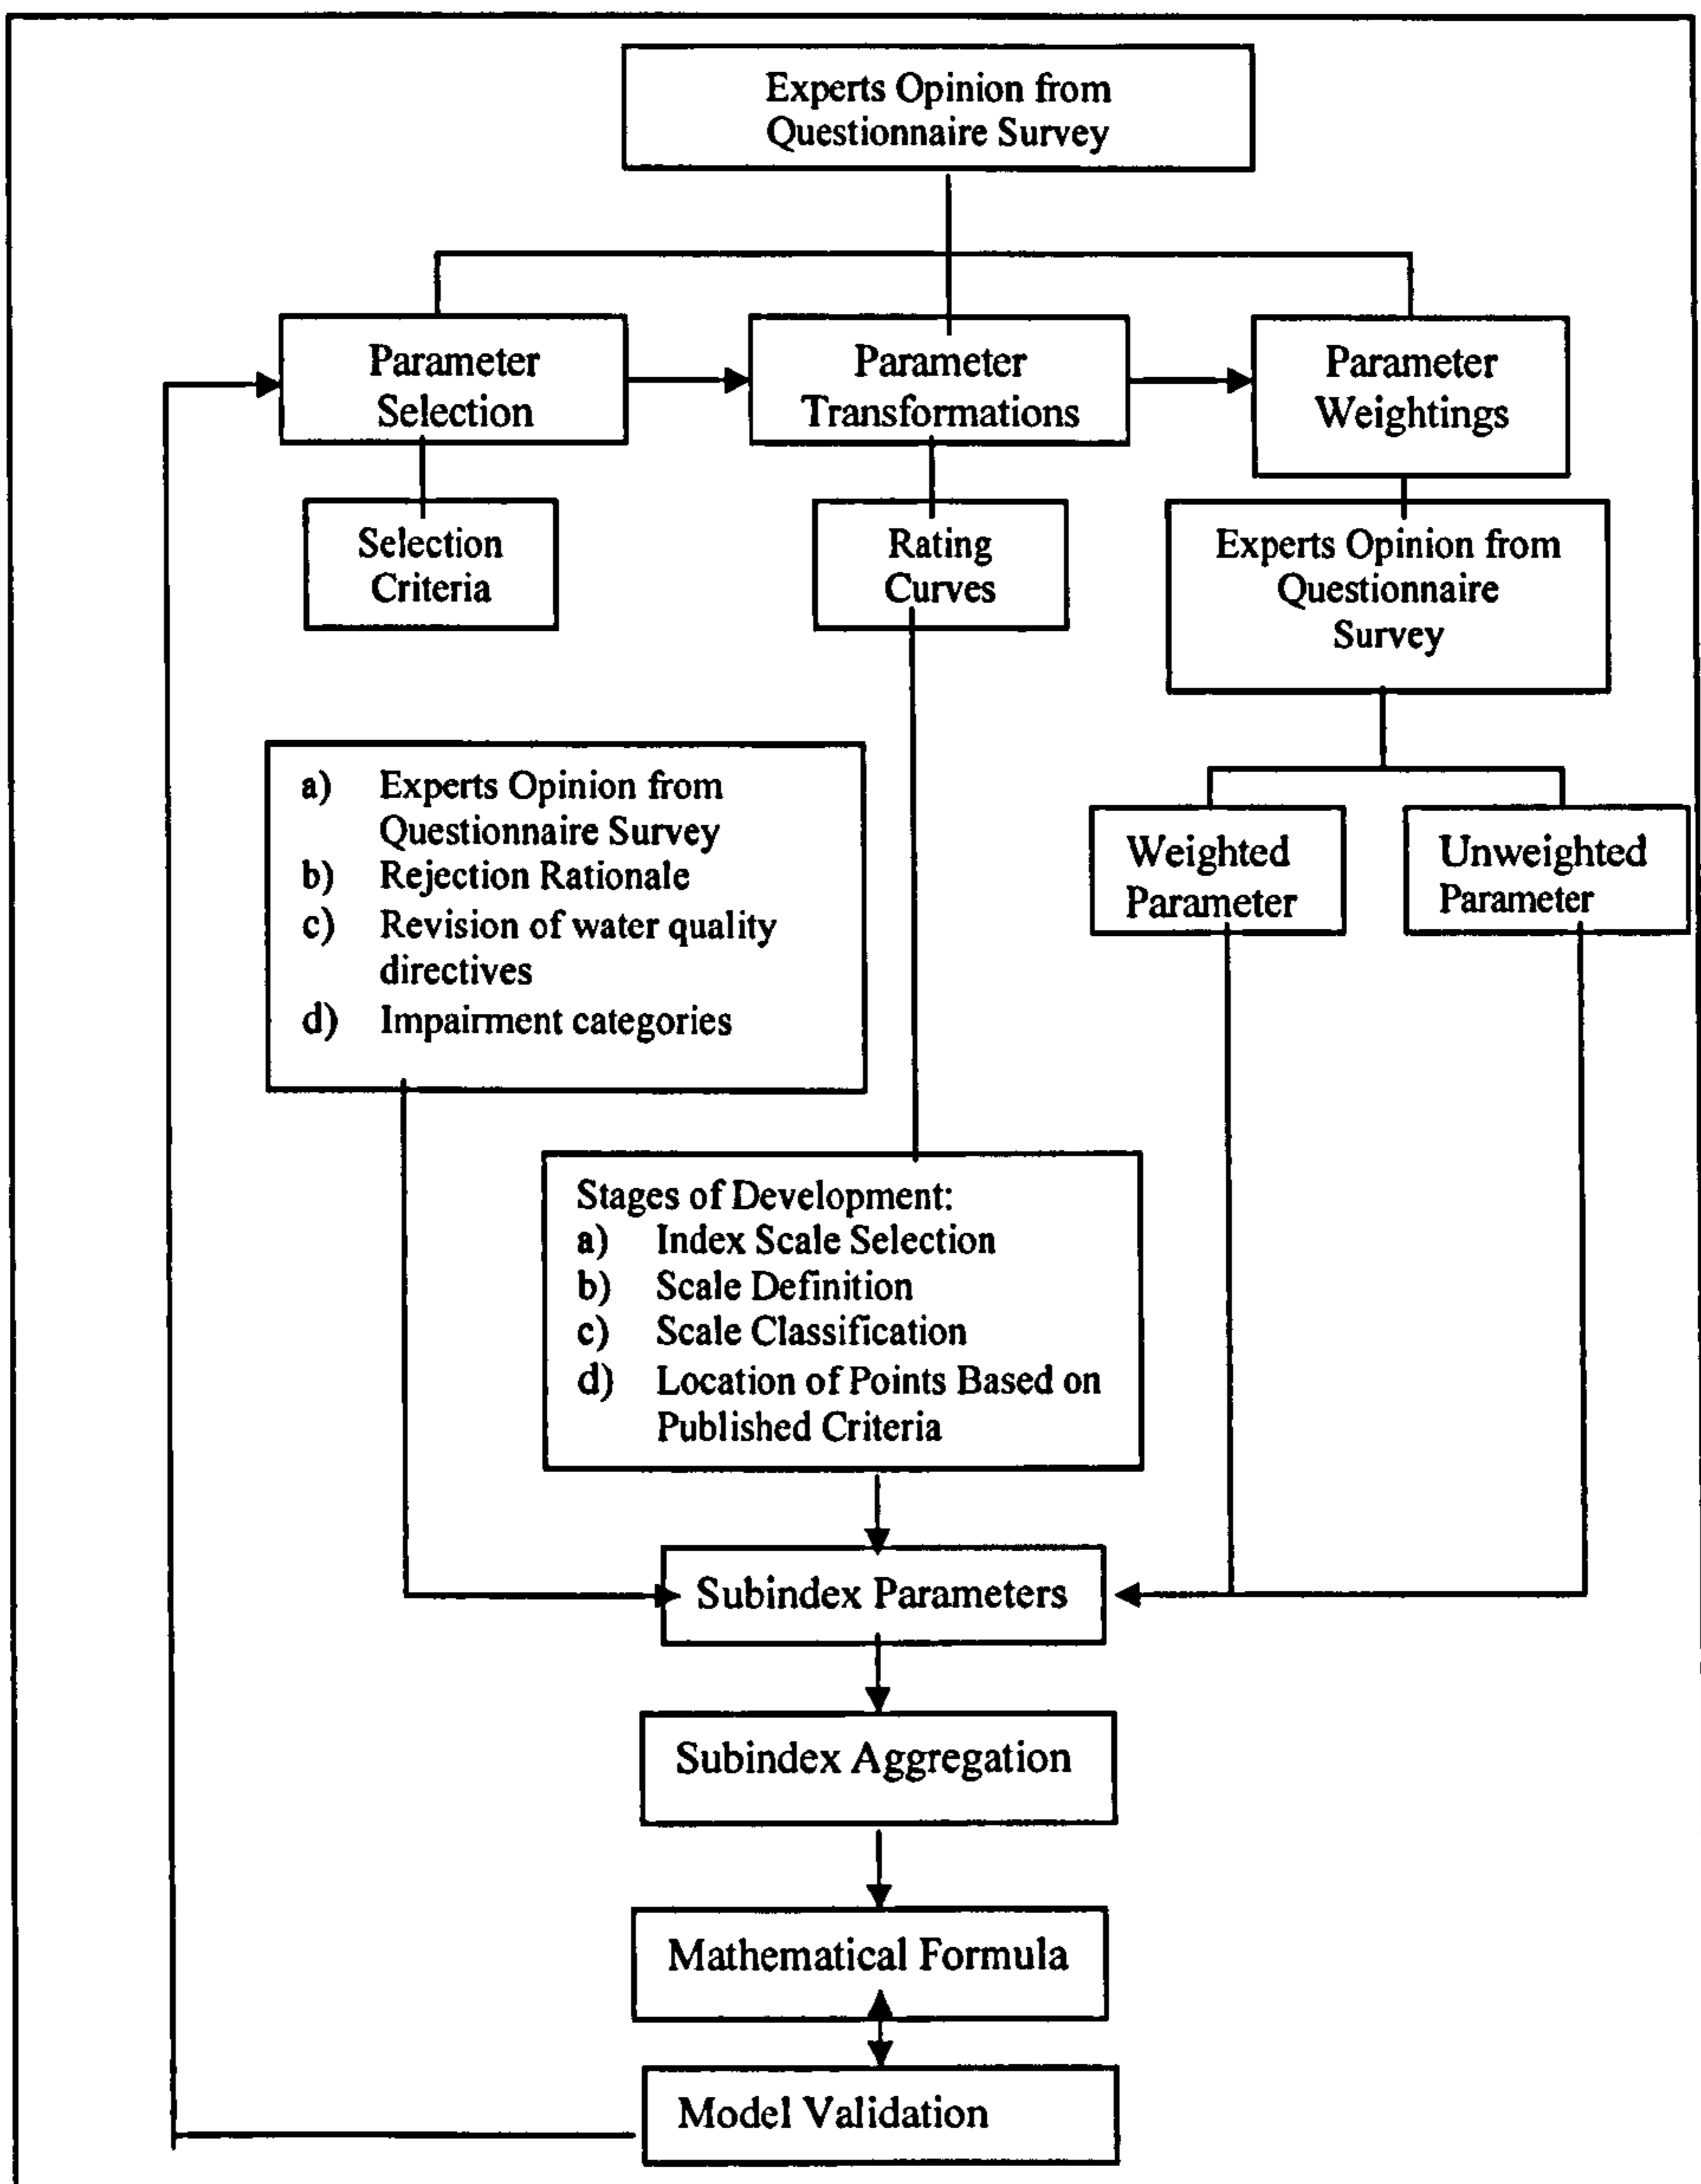 Experts Opinion from
Questionnaire Survey
Parameter
Selection
Parameter
Transformations
Parameter
Weightings
Selection
Criteria
Rating
Curves
Experts Opinion from
Questionnaire
Survey
a) Experts Opinion from
Questionnaire Survey
b) Rejection Rationale
c) Revision of water quality
directives
d) Impairment categories
Weighted
Parameter
Unweighted
Parameter
Stages of Development:
a) Index Scale Selection
b) Scale Definition
c) Scale Classification
d) Location of Points Based on
Published Criteria
Subindex Parameters
Subindex Aggregation
Mathematical Formula
Model Validation